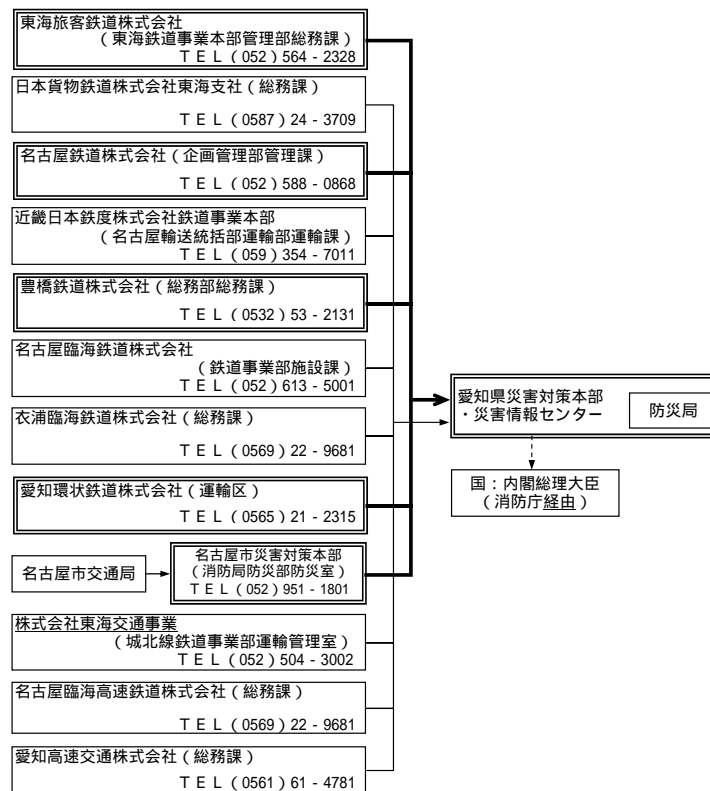 東海旅客鉄道株式会社
(東海鉄道事業本部管理部総務課)
TEL(052)564-2328
日本貨物鉄道株式会社東海支社(総務課)
TEL(0587)24-3709
名古屋鉄道株式会社(企画管理部管理課)
TEL(052)588-0868
近畿日本鉄度株式会社鉄道事業本部
(名古屋輸送統括部運輸部運輸課)
TEL(059)354-7011
豊橋鉄道株式会社(総務部総務課)
TEL(0532)53-2131
名古屋臨海鉄道株式会社
(鉄道事業部施設課)
TEL(052)613-5001
衣浦臨海鉄道株式会社(総務課)
TEL(0569)22-9681
愛知環状鉄道株式会社(運輸区)
TEL(0565)21-2315
名古屋市交通局
名古屋市災害対策本部
(消防局防災部防災室)
TEL(052)951-1801
株式会社東海交通事業
(城北線鉄道事業部運輸管理室)
TEL(052)504-3002
名古屋臨海高速鉄道株式会社(総務課)
TEL(0569)22-9681
愛知高速交通株式会社(総務課)
TEL(0561)61-4781
愛知県災害対策本部
・災害情報センター
防災局
国:内閣総理大臣
(消防庁経由)